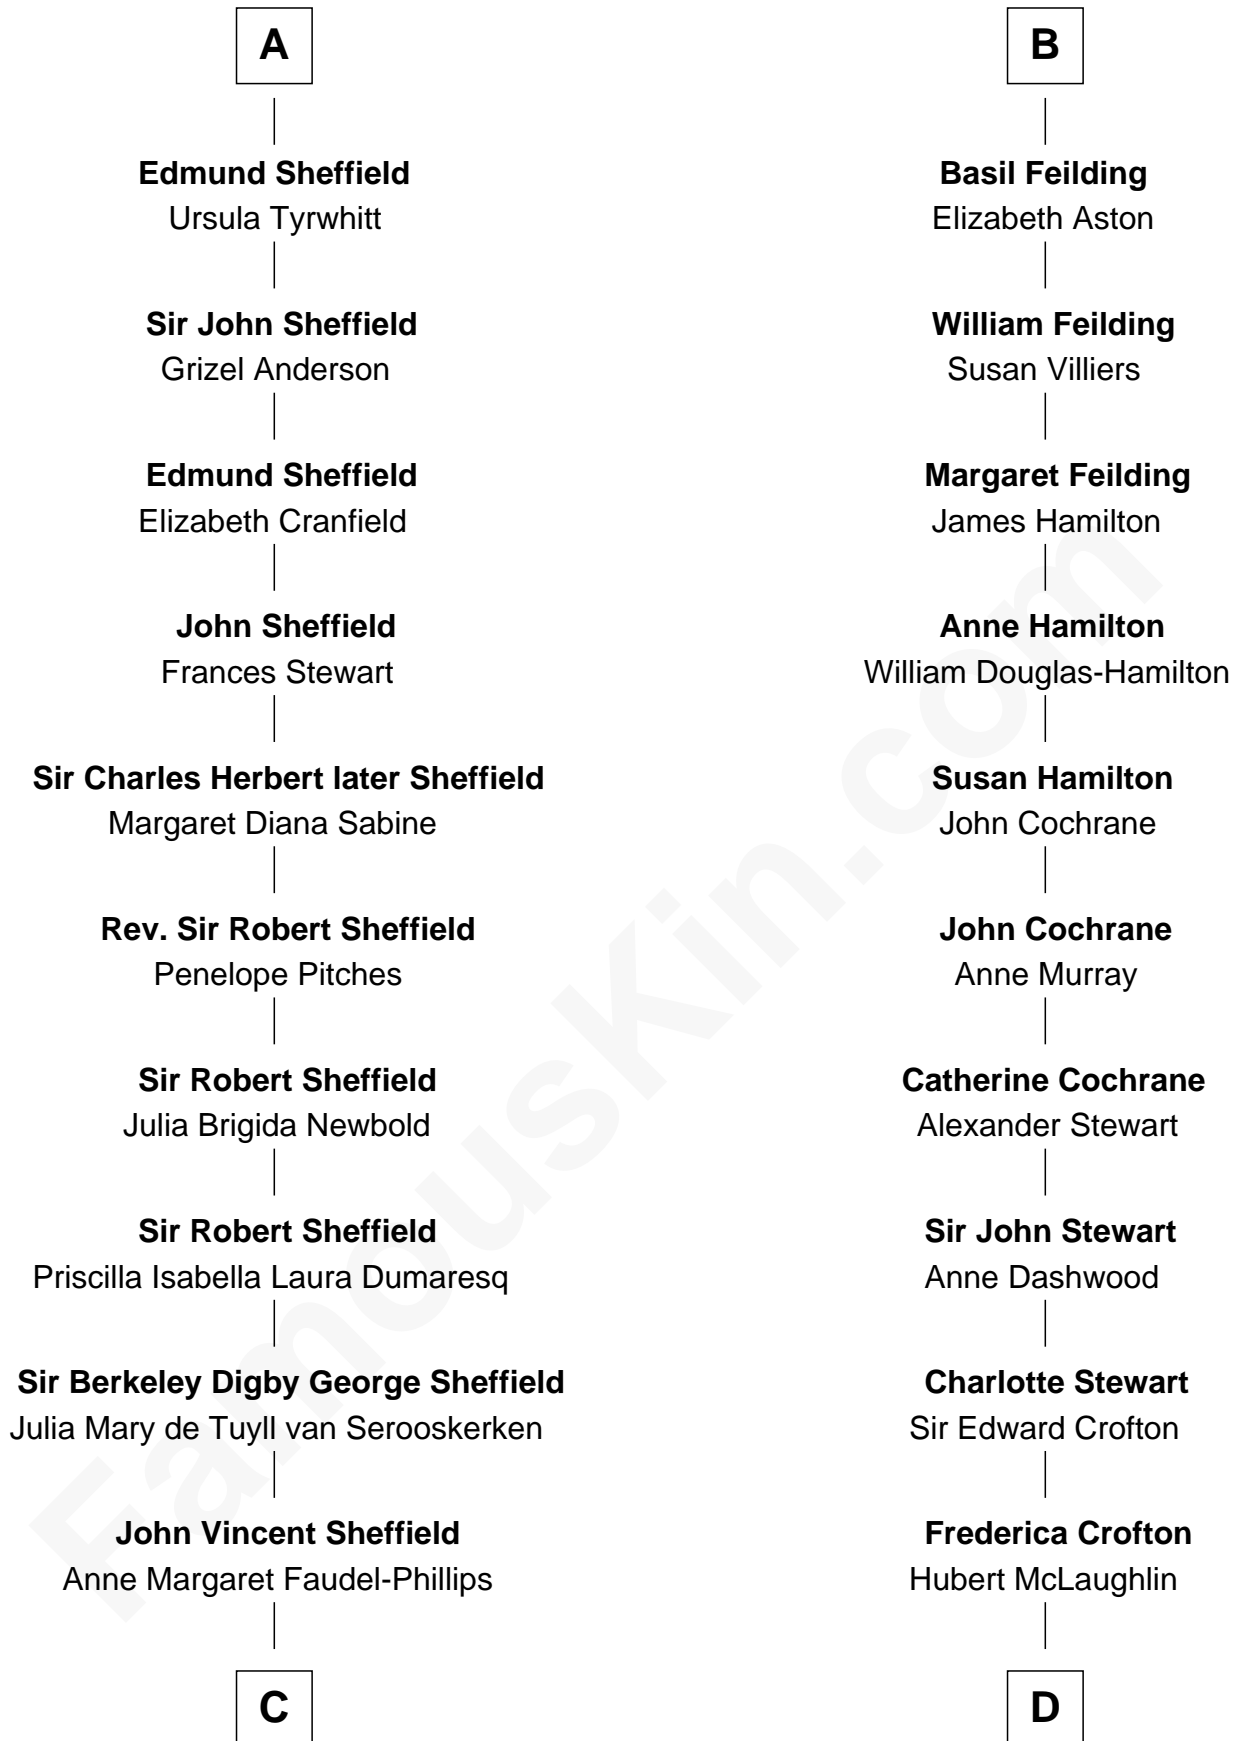 A
Edmund Sheffield
Ursula Tyrwhitt
Sir John Sheffield
Grizel Anderson
Edmund Sheffield
Elizabeth Cranfield
John Sheffield
Frances Stewart
Sir Charles Herbert later Sheffield
Margaret Diana Sabine
Rev. Sir Robert Sheffield
Penelope Pitches
Sir Robert Sheffield
Julia Brigida Newbold
Sir Robert Sheffield
Priscilla Isabella Laura Dumaresq
Sir Berkeley Digby George Sheffield
Julia Mary de Tuyll van Serooskerken
John Vincent Sheffield
Anne Margaret Faudel-Phillips
C
B
Basil Feilding
Elizabeth Aston
William Feilding
Susan Villiers
Margaret Feilding
James Hamilton
Anne Hamilton
William Douglas-Hamilton
Susan Hamilton
John Cochrane
John Cochrane
Anne Murray
Catherine Cochrane
Alexander Stewart
Sir John Stewart
Anne Dashwood
Charlotte Stewart
Sir Edward Crofton
Frederica Crofton
Hubert McLaughlin
D
FamousKin.com